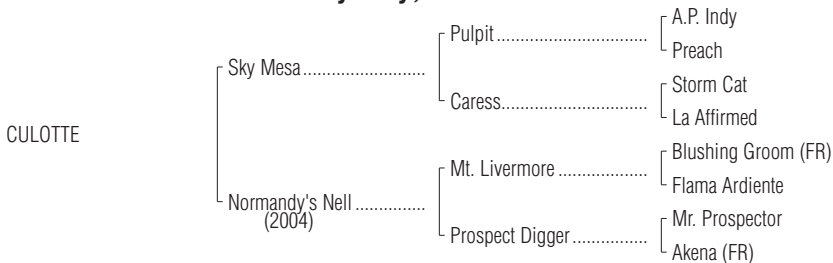 A.P. Indy
Pulpit
Preach
Sky Mesa
Storm Cat
Caress
La Affirmed
CULOTTE
Blushing Groom (FR)
Mt. Livermore
Flama Ardiente
Normandy's Nell
(2004)
Mr. Prospector
Prospect Digger
Akena (FR)